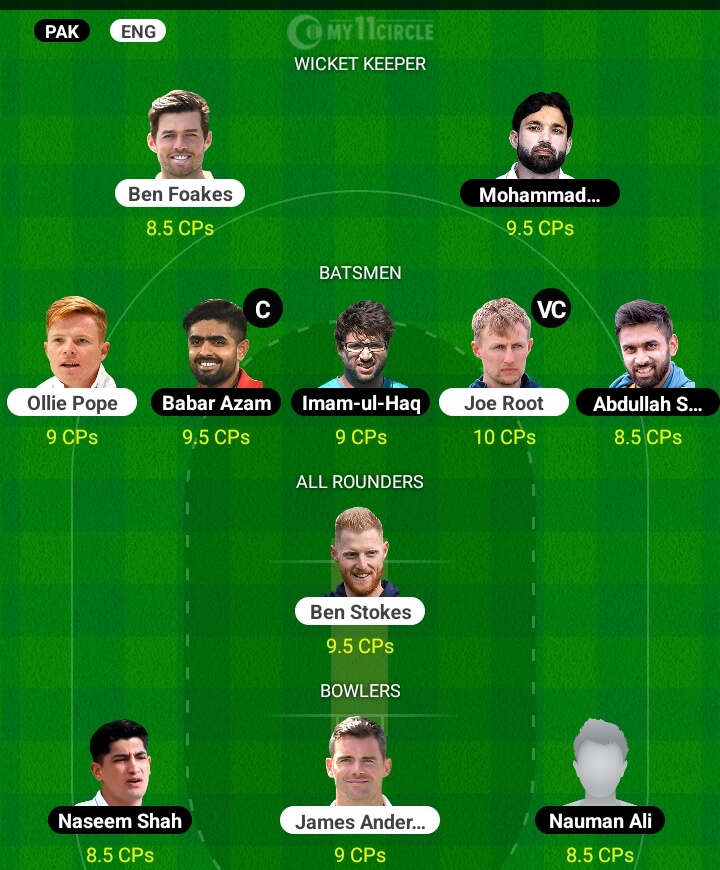 PAK ENG MY11CIRCLE
WICKET KEEPER
Ben Foakes Mohammad...
8.5 CPs 9.5 CPs
BATSMEN
C VC
Ollie Pope Babar Azam Imam-ul-Haq Joe Root Abdullah S...
9 CPs 9.5 CPs 9 CPs 10 CPs 8.5 CPs
ALL ROUNDERS
Ben Stokes
9.5 CPs
BOWLERS
Naseem Shah James Ander... Nauman Ali
8.5 CPs 9 CPs 8.5 CPs